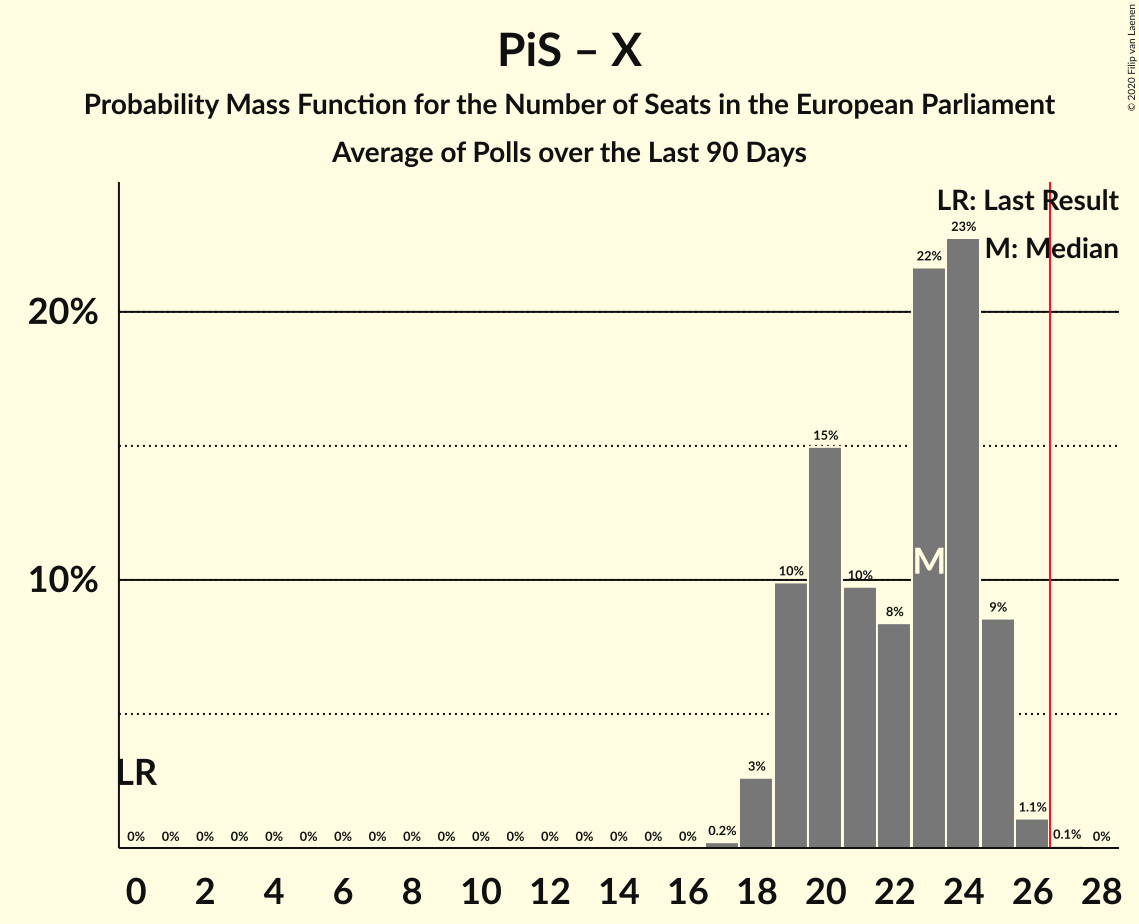 PiS – X
Probability Mass Function for the Number of Seats in the European Parliament
Average of Polls over the Last 90 Days
© 2020 Filip van Laenen
LR: Last Result
M: Median
23%
22%
20%
15%
M
10%
10%
10%
8%
9%
LR
3%
1.1%
0% 0% 0% 0% 0% 0% 0% 0% 0% 0% 0% 0% 0% 0% 0% 0% 0% 0.2% 0.1% 0%
0 2 4 6 8 10 12 14 16 18 20 22 24 26 28